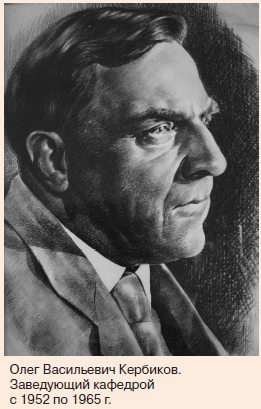 Олег Васильевич Кербиков.
Заведующий кафедрой
с 1952 по 1965 г.